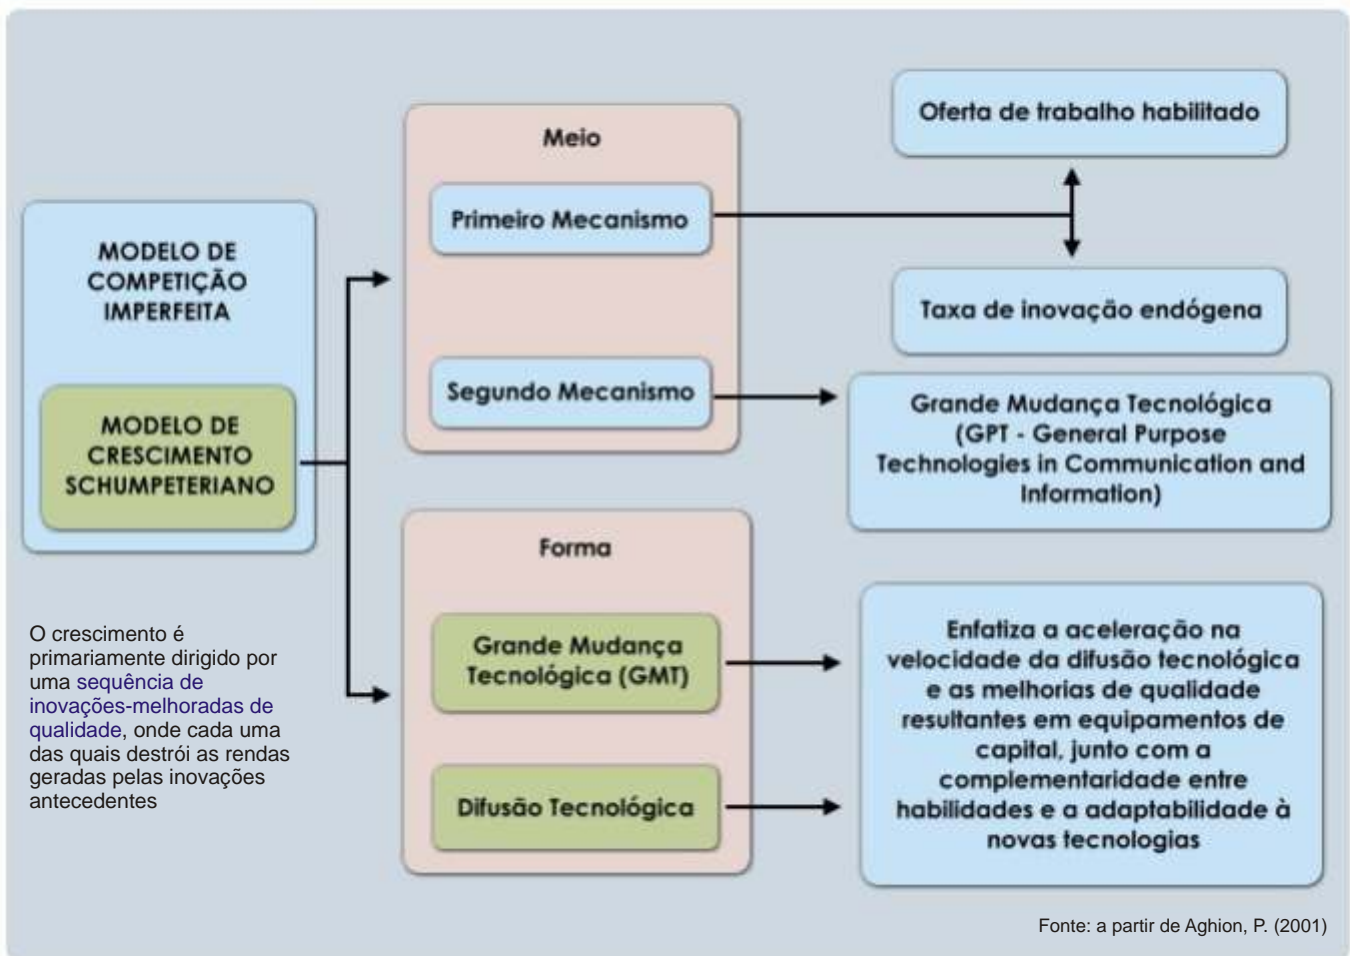 MODELO DE
COMPETIÇÃO
IMPERFEITA
MODELO DE
CRESCIMENTO
SCHUMPETERIANO
O crescimento é
primariamente dirigido por
uma sequência de
inovações-melhoradas de
qualidade, onde cada uma
das quais destrói as rendas
geradas pelas inovações
antecedentes
Meio
Primeiro Mecanismo
Segundo Mecanismo
Oferta de trabalho habilitado
Taxa de inovação endógena
Grande Mudança Tecnológica
(GPT - General Purpose
Technologies in Communication and
Information)
Forma
Grande Mudança
Tecnológica (GMT)
Difusão Tecnológica
Enfatiza a aceleração na
velocidade da difusão tecnológica
e as melhorias de qualidade
resultantes em equipamentos de
capital, junto com a
complementaridade entre
habilidades e a adaptabilidade à
novas tecnologias
Fonte: a partir de Aghion, P. (2001)